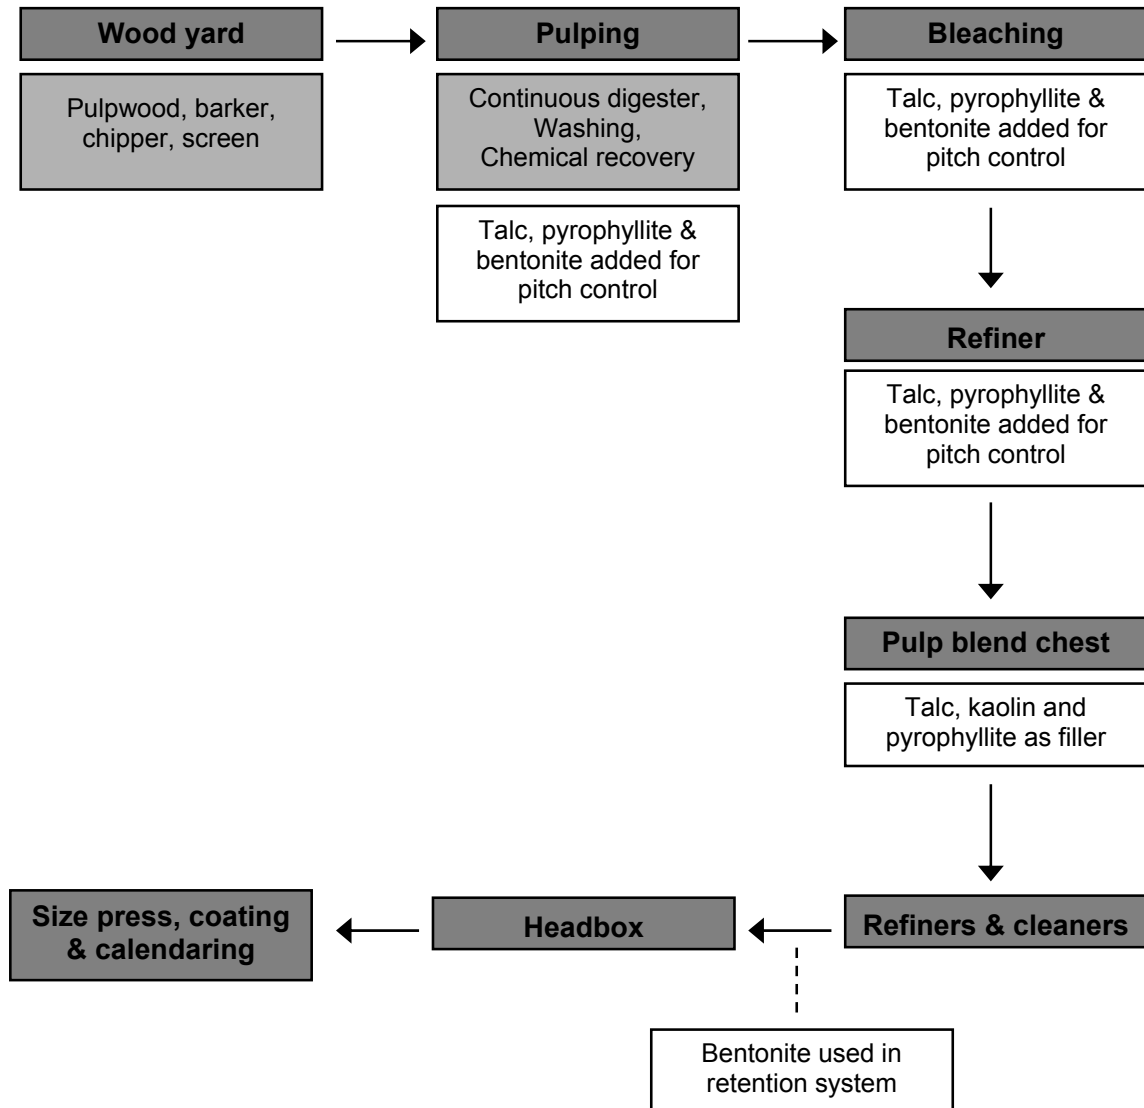 Wood yard
Pulpwood, barker,
chipper, screen
Pulping
Continuous digester,
Washing,
Chemical recovery
Talc, pyrophyllite &
bentonite added for
pitch control
Bleaching
Talc, pyrophyllite &
bentonite added for
pitch control
Refiner
Talc, pyrophyllite &
bentonite added for
pitch control
Pulp blend chest
Talc, kaolin and
pyrophyllite as filler
Refiners & cleaners
Bentonite used in
retention system
Headbox
Size press, coating
& calendaring